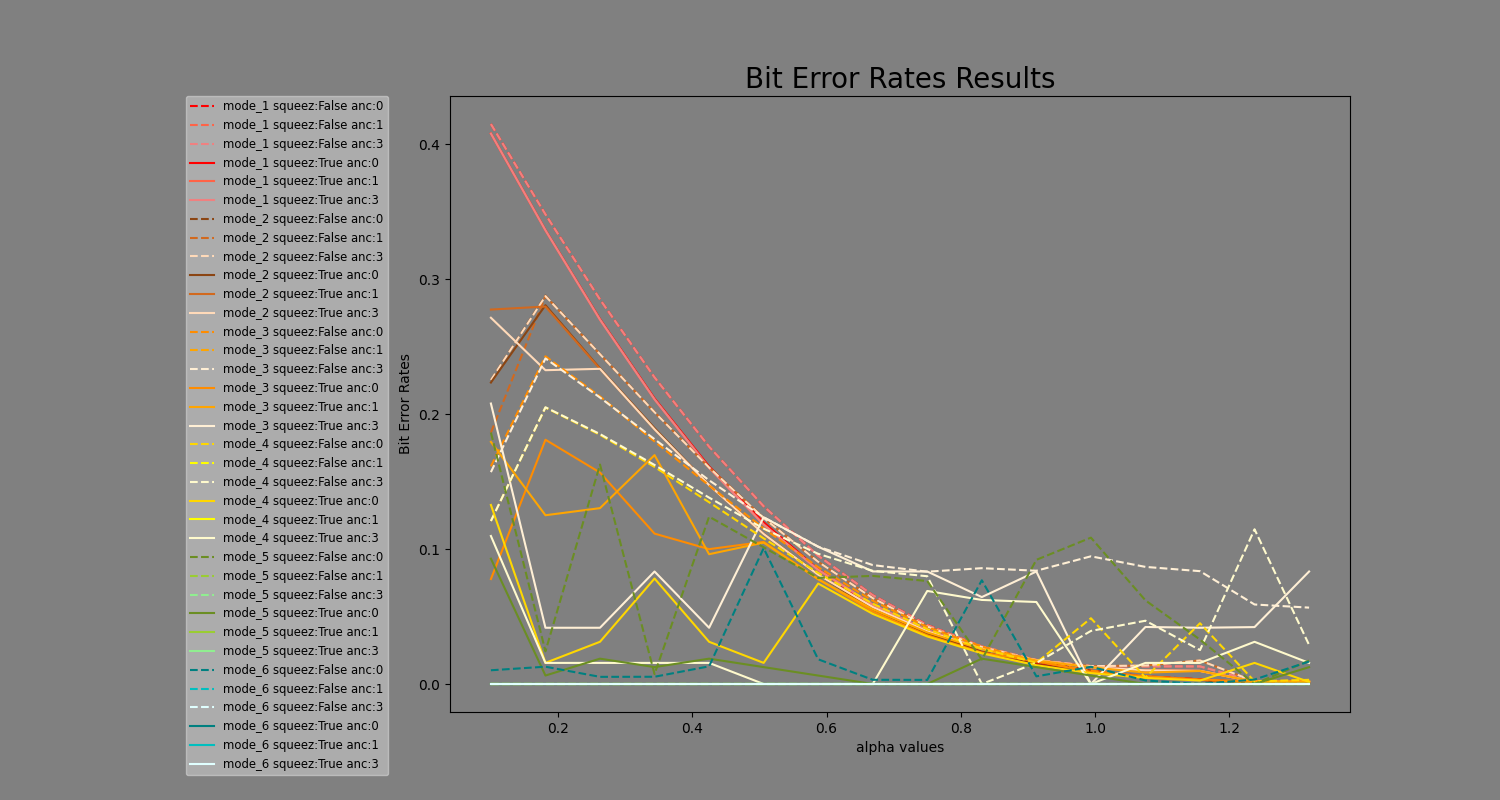 Bit Error Rates Results
mode_1 squeez:False anc:0
mode_1 squeez:False anc:1
mode_1 squeez:False anc:3
mode_1 squeez:True anc:0
mode_1 squeez:True anc:1
mode_1 squeez:True anc:3
mode_2 squeez:False anc:0
mode_2 squeez:False anc:1
mode_2 squeez:False anc:3
mode_2 squeez:True anc:0
mode_2 squeez:True anc:1
mode_2 squeez:True anc:3
mode_3 squeez:False anc:0
mode_3 squeez:False anc:1
mode_3 squeez:False anc:3
mode_3 squeez:True anc:0
mode_3 squeez:True anc:1
mode_3 squeez:True anc:3
mode_4 squeez:False anc:0
mode_4 squeez:False anc:1
mode_4 squeez:False anc:3
mode_4 squeez:True anc:0
mode_4 squeez:True anc:1
mode_4 squeez:True anc:3
mode_5 squeez:False anc:0
mode_5 squeez:False anc:1
mode_5 squeez:False anc:3
mode_5 squeez:True anc:0
mode_5 squeez:True anc:1
mode_5 squeez:True anc:3
mode_6 squeez:False anc:0
mode_6 squeez:False anc:1
mode_6 squeez:False anc:3
mode_6 squeez:True anc:0
mode_6 squeez:True anc:1
mode_6 squeez:True anc:3
Bit Error Rates
0.4
0.3
0.2
0.1
0.0
0.2 0.4 0.6 0.8 1.0 1.2
alpha values